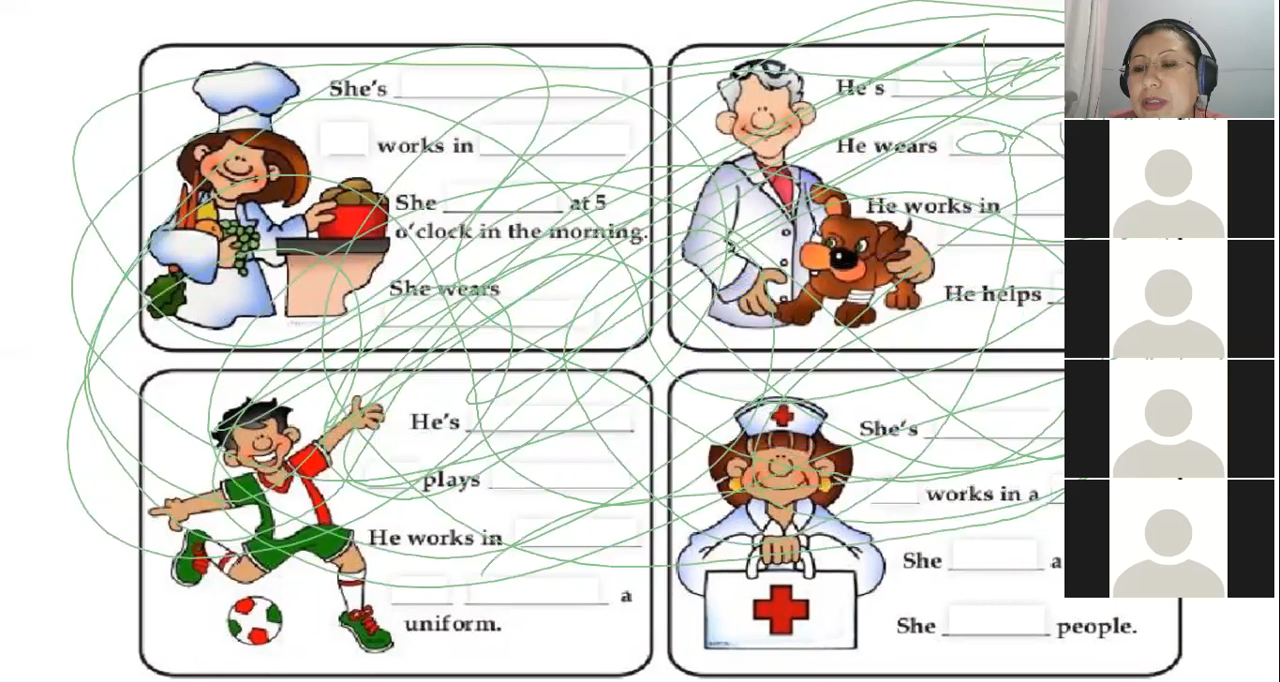 She's
works in
She at 5
o'clock in the morning.
She wears
He's
He wears
He works in
He helps
He's
plays
He works in
a
uniform.
She's
works in a
She a
She people.